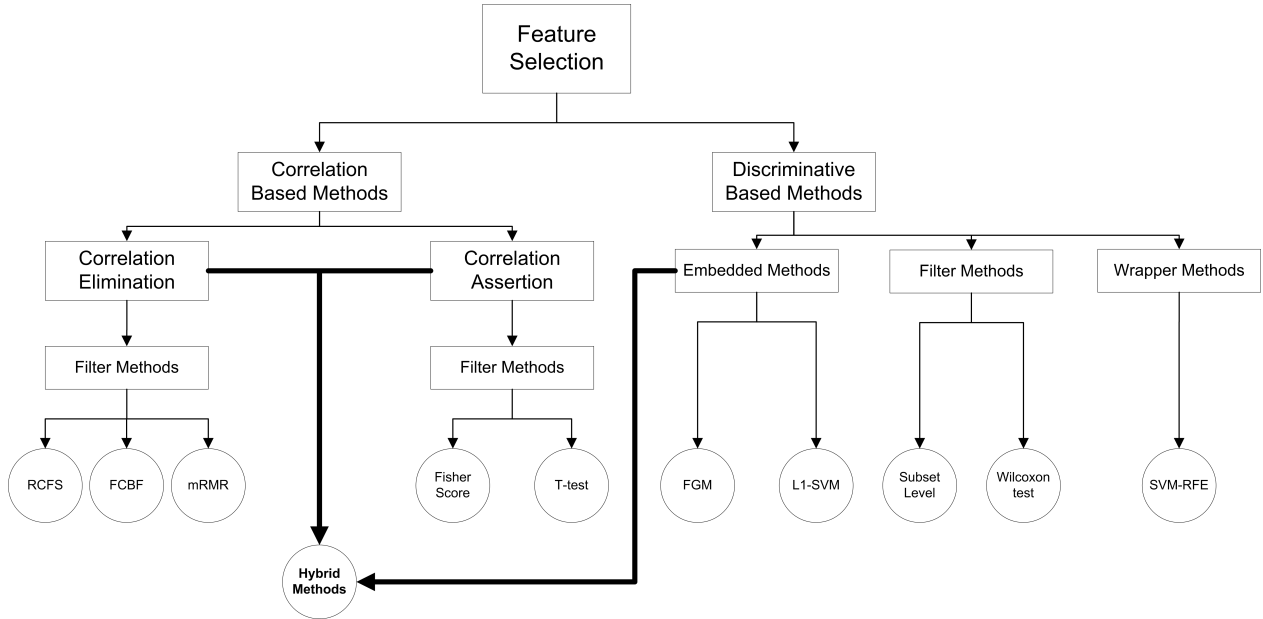 Feature
Selection
Correlation
Based Methods
Discriminative
Based Methods
Correlation
Elimination
Correlation
Assertion
Embedded Methods
Filter Methods
Wrapper Methods
Filter Methods
Filter Methods
RCFS
FCBF
mRMR
Fisher
Score
T-test
FGM
L1-SVM
Subset
Level
Wilcoxon
test
SVM-RFE
Hybrid
Methods